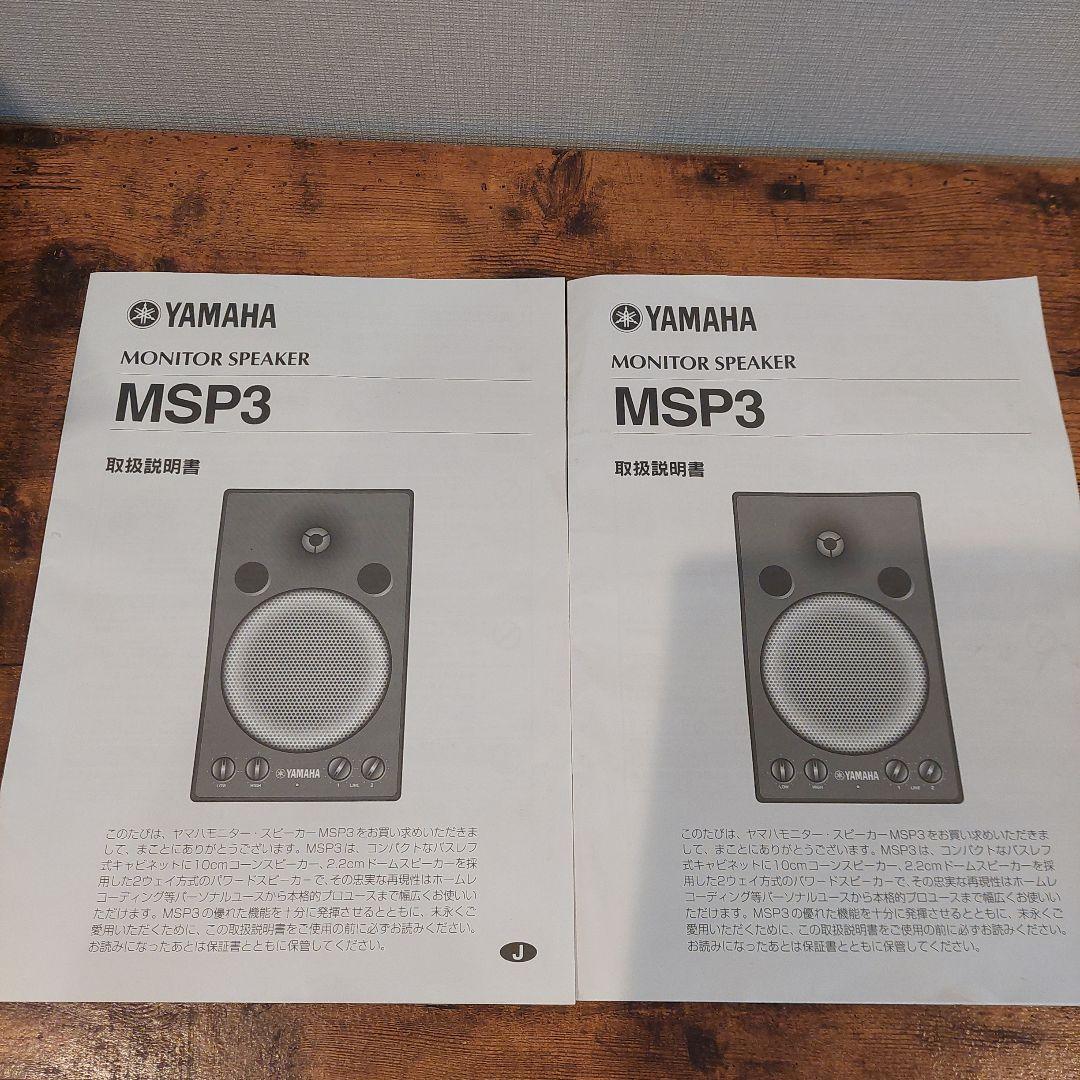 YAMAHA
MONITOR SPEAKER
MSP3
取扱説明書
LOW
HIGH
YAMAHA
1
LINE
2
このたびは、ヤマハモニター・スピーカーMSP3をお買い求めいただきま
して、まことにありがとうございます。MSP3は、コンパクトなバスレフ
式キャビネットに10cmコーンスピーカー、2.2cmドームスピーカーを採
用した2ウェイ方式のパワードスピーカーで、その忠実な再現性はホームレ
コーディング等パーソナルユースから本格的プロユースまで幅広くお使いい
ただけます。MSP3の優れた機能を十分に発揮させるとともに、末永くご
愛用いただくために、この取扱説明書をご使用の前に必ずお読みください。
お読みになったあとは保証書とともに保管してください。
J
YAMAHA
MONITOR SPEAKER
MSP3
取扱説明書
LOW
HIGH
YAMAHA
1
LINE
2
このたびは、ヤマハモニター・スピーカーMSP3をお買い求めいただきま
して、まことにありがとうございます。MSP3は、コンパクトなバスレフ
式キャビネットに10cmコーンスピーカー、2.2cmドームスピーカーを採
用した2ウェイ方式のパワードスピーカーで、その忠実な再現性はホームレ
コーディング等パーソナルユースから本格的プロユースまで幅広くお使いい
ただけます。MSP3の優れた機能を十分に発揮させるとともに、末永くご
愛用いただくために、この取扱説明書をご使用の前に必ずお読みください。
お読みになったあとは保証書とともに保管してください。